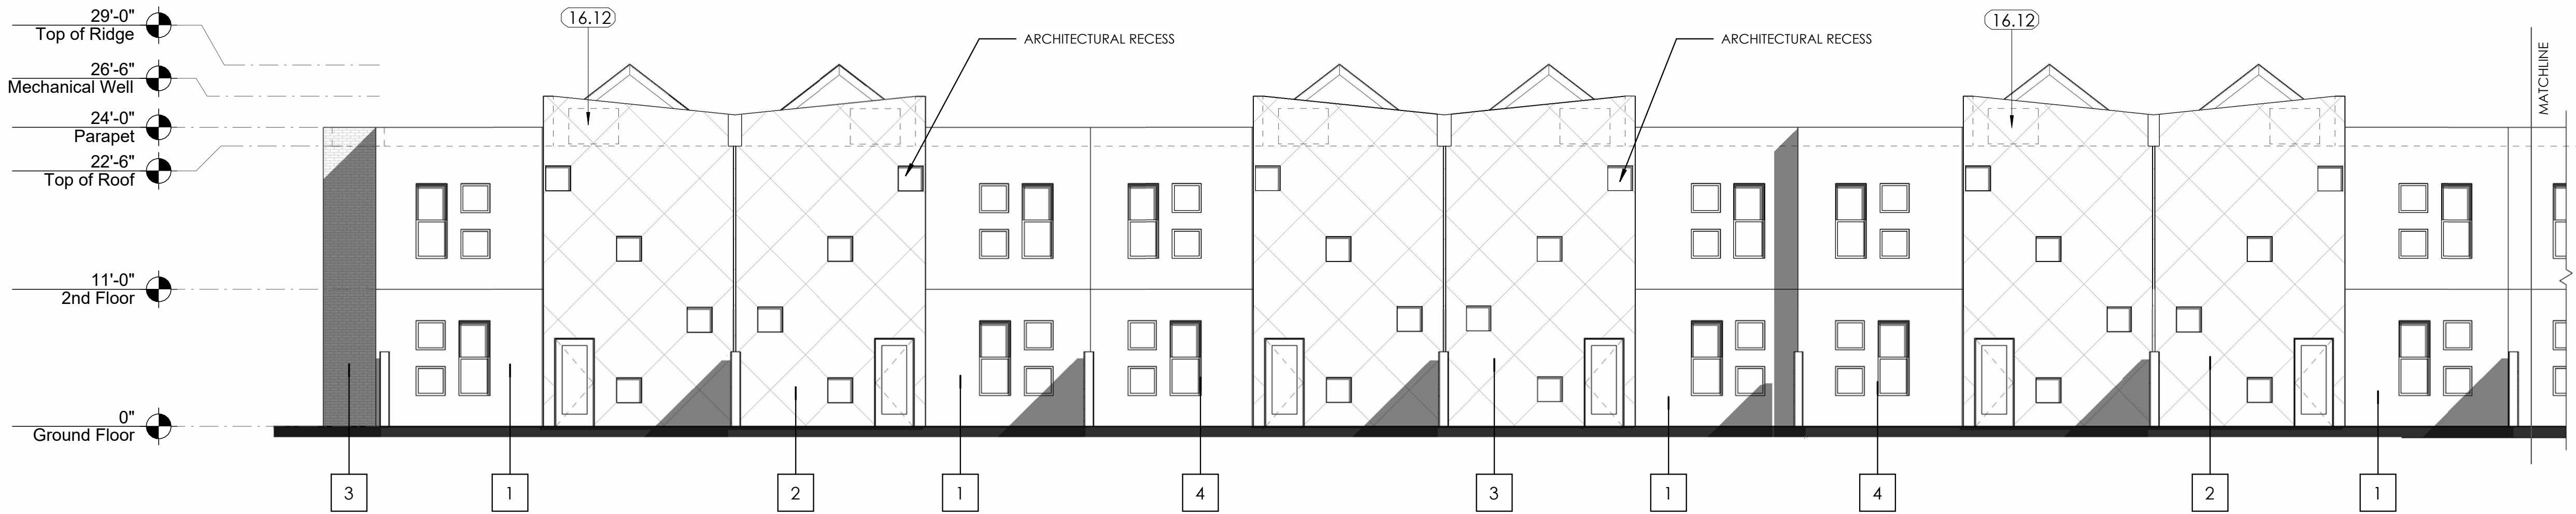 29'-0"
Top of Ridge
26'-6"
Mechanical Well
24'-0"
Parapet
22'-6"
Top of Roof
11'-0"
2nd Floor
0"
Ground Floor
16.12
ARCHITECTURAL RECESS
ARCHITECTURAL RECESS
16.12
MATCHLINE
3
1
2
1
4
3
1
4
2
1